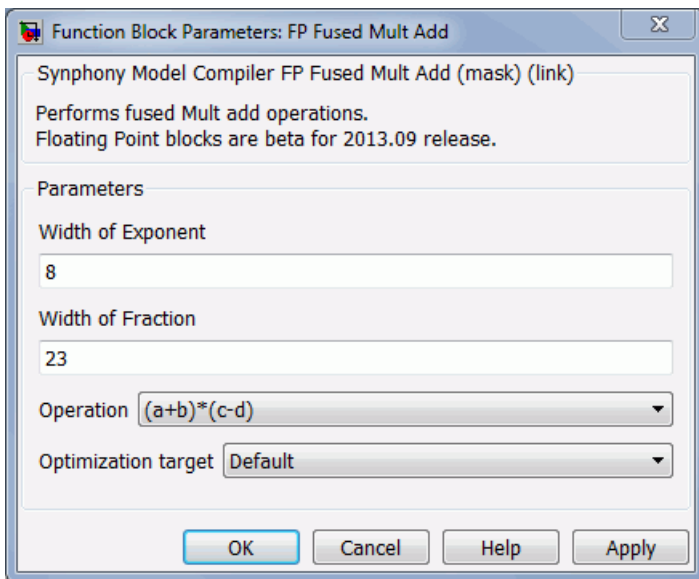 Function Block Parameters: FP Fused Mult Add
Synphony Model Compiler FP Fused Mult Add (mask) (link)
Performs fused Mult add operations.
Floating Point blocks are beta for 2013.09 release.
Parameters
Width of Exponent
8
Width of Fraction
23
Operation (a+b)*(c-d)
Optimization target Default
OK Cancel Help Apply